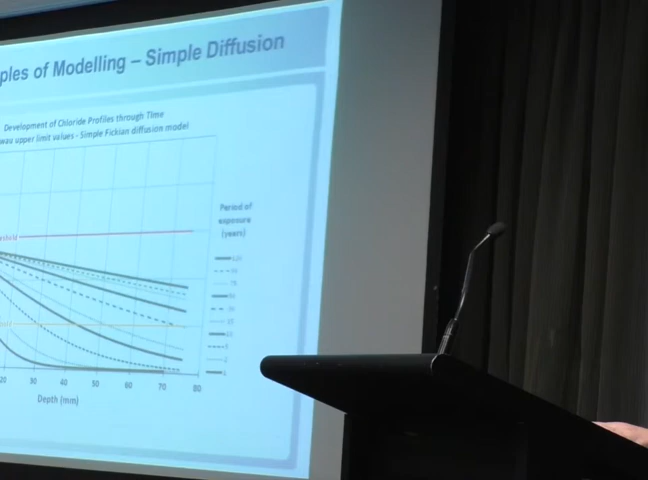 ples of Modelling – Simple Diffusion
Development of Chloride Profiles through Time
wau upper limit values - Simple Fickian diffusion model
Period of
exposure
(years)
20 30 40 50 60 70 80
Depth (mm)